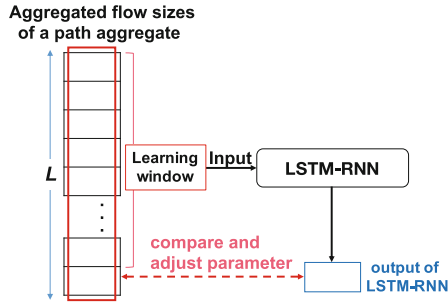 Aggregated flow sizes
of a path aggregate
L
Learning
window
Input
LSTM-RNN
compare and
adjust parameter
output of
LSTM-RNN